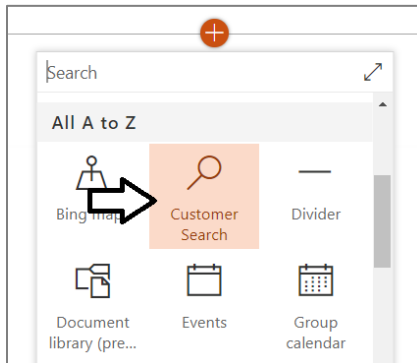 Search
All A to Z
Bing maps
Customer
Search
Divider
Document
library (pre...
Events
Group
calendar